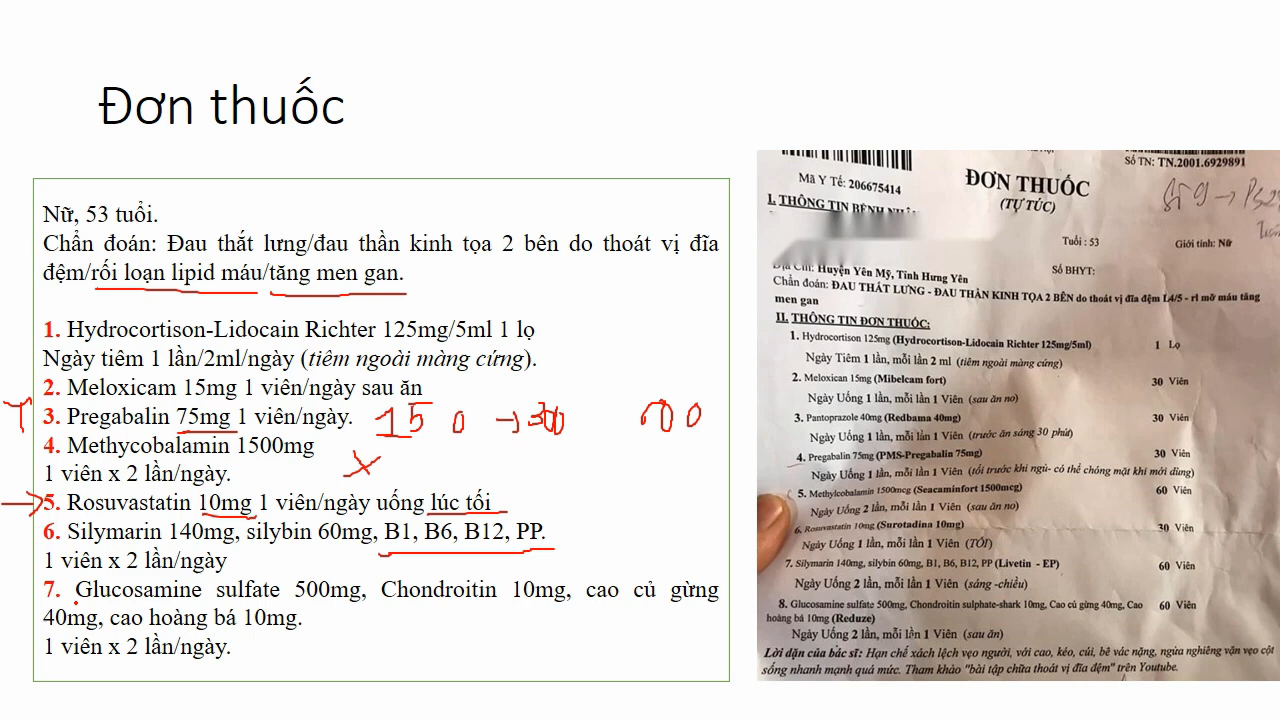 Đơn thuốc
Nữ, 53 tuổi.
Chẩn đoán: Đau thắt lưng/đau thần kinh tọa 2 bên do thoát vị đĩa
đệm/rối loạn lipid máu/tăng men gan.
1. Hydrocortison-Lidocain Richter 125mg/5ml 1 lọ
Ngày tiêm 1 lần/2ml/ngày (tiêm ngoài màng cứng).
2. Meloxicam 15mg 1 viên/ngày sau ăn
3. Pregabalin 75mg 1 viên/ngày.
150 → 300
4. Methycobalamin 1500mg
1 viên x 2 lần/ngày.
5. Rosuvastatin 10mg 1 viên/ngày uống lúc tối
6. Silymarin 140mg, silybin 60mg, B1, B6, B12, PP.
1 viên x 2 lần/ngày
7. Glucosamine sulfate 500mg, Chondroitin 10mg, cao củ gừng
40mg, cao hoàng bá 10mg.
1 viên x 2 lần/ngày.
Số TN: TN.2001.6929891
Mã Y Tế: 206675414
ĐƠN THUỐC
(TỰ TÚC)
I. THÔNG TIN BỆNH NHÂN
Tuổi : 53
Giới tính: Nữ
Địa Chỉ: Huyện Yên Mỹ, Tỉnh Hưng Yên
Số BHYT:
Chẩn đoán: ĐAU THẮT LƯNG - ĐAU THẦN KINH TỌA 2 BÊN do thoát vị đĩa đệm L4/5 - rl mỡ máu tăng
men gan
II. THÔNG TIN ĐƠN THUỐC:
1. Hydrocortison 125mg (Hydrocortison-Lidocain Richter 125mg/5ml) 1 Lọ
Ngày Tiêm 1 lần, mỗi lần 2 ml (tiêm ngoài màng cứng)
2. Meloxican 15mg (Mibelcam fort) 30 Viên
Ngày Uống 1 lần, mỗi lần 1 Viên (sau ăn no)
3. Pantoprazole 40mg (Redbama 40mg) 30 Viên
Ngày Uống 1 lần, mỗi lần 1 Viên (trước ăn sáng 30 phút)
4. Pregabalin 75mg (PMS-Pregabalin 75mg) 30 Viên
Ngày Uống 1 lần, mỗi lần 1 Viên (tối trước khi ngủ- có thể chóng mặt khi mới dùng)
5. Methylcobalamin 1500mcg (Seacaminfort 1500mcg) 60 Viên
Ngày Uống 2 lần, mỗi lần 1 Viên (sau ăn no)
6. Rosuvastatin 10mg (Surotadina 10mg) 30 Viên
Ngày Uống 1 lần, mỗi lần 1 Viên (TỐI)
7. Silymarin 140mg, silybin 60mg, B1, B6, B12, PP (Livetin - EP) 60 Viên
Ngày Uống 2 lần, mỗi lần 1 Viên (sáng -chiều)
8. Glucosamine sulfate 500mg, Chondroitin sulphate-shark 10mg, Cao củ gừng 40mg, Cao 60 Viên
hoàng bá 10mg (Reduze)
Ngày Uống 2 lần, mỗi lần 1 Viên (sau ăn)
Lời dặn của bác sĩ: Hạn chế xách lệch vẹo người, với cao, kéo, cúi, bê vác nặng, ngửa nghiêng vặn vẹo cột
sống nhanh mạnh quá mức. Tham khảo "bài tập chữa thoát vị đĩa đệm" trên Youtube.